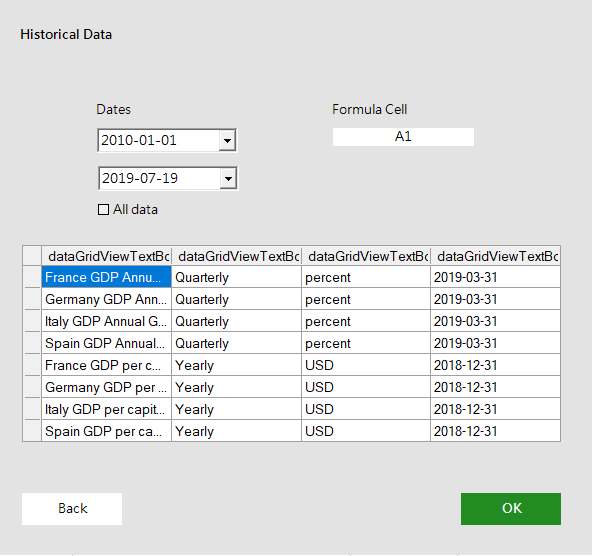 Historical Data
Dates Formula Cell
2010-01-01 A1
2019-07-19
All data
dataGridViewTextBo dataGridViewTextBo dataGridViewTextBo dataGridViewTextBo
France GDP Annu... Quarterly percent 2019-03-31
Germany GDP Ann... Quarterly percent 2019-03-31
Italy GDP Annual G... Quarterly percent 2019-03-31
Spain GDP Annual... Quarterly percent 2019-03-31
France GDP per c... Yearly USD 2018-12-31
Germany GDP per ... Yearly USD 2018-12-31
Italy GDP per capit... Yearly USD 2018-12-31
Spain GDP per ca... Yearly USD 2018-12-31
Back OK